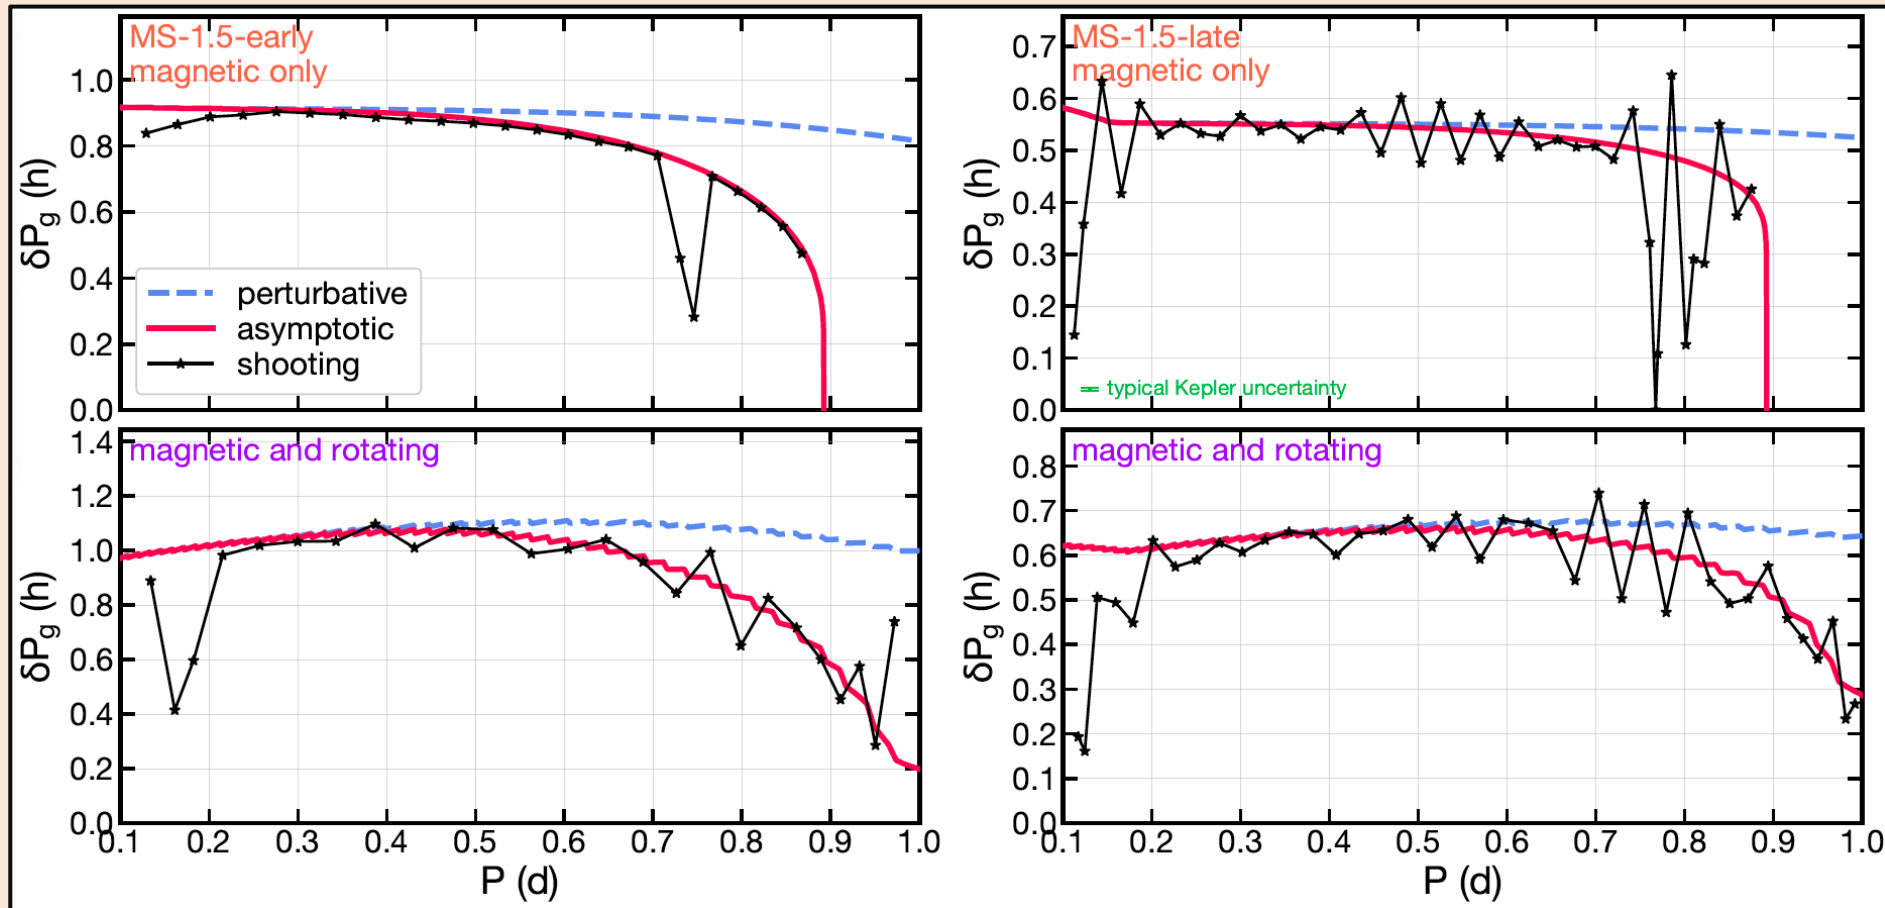 MS-1.5-early
magnetic only
1.0
0.8
0.6
0.4
0.2
0.0
δPg (h)
perturbative
asymptotic
shooting
MS-1.5-late
magnetic only
0.7
0.6
0.5
0.4
0.3
0.2
0.1
0.0
δPg (h)
typical Kepler uncertainty
magnetic and rotating
1.4
1.2
1.0
0.8
0.6
0.4
0.2
0.0
δPg (h)
0.1 0.2 0.3 0.4 0.5 0.6 0.7 0.8 0.9 1.0
P (d)
magnetic and rotating
0.8
0.7
0.6
0.5
0.4
0.3
0.2
0.1
0.0
δPg (h)
0.1 0.2 0.3 0.4 0.5 0.6 0.7 0.8 0.9 1.0
P (d)